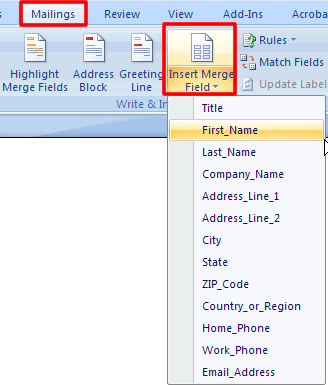 Mailings Review View Add-Ins Acroba
Highlight Merge Fields
Address Block
Greeting Line
Insert Merge Field
Rules
Match Fields
Update Label
Write & In
Title
First_Name
Last_Name
Company_Name
Address_Line_1
Address_Line_2
City
State
ZIP_Code
Country_or_Region
Home_Phone
Work_Phone
Email_Address